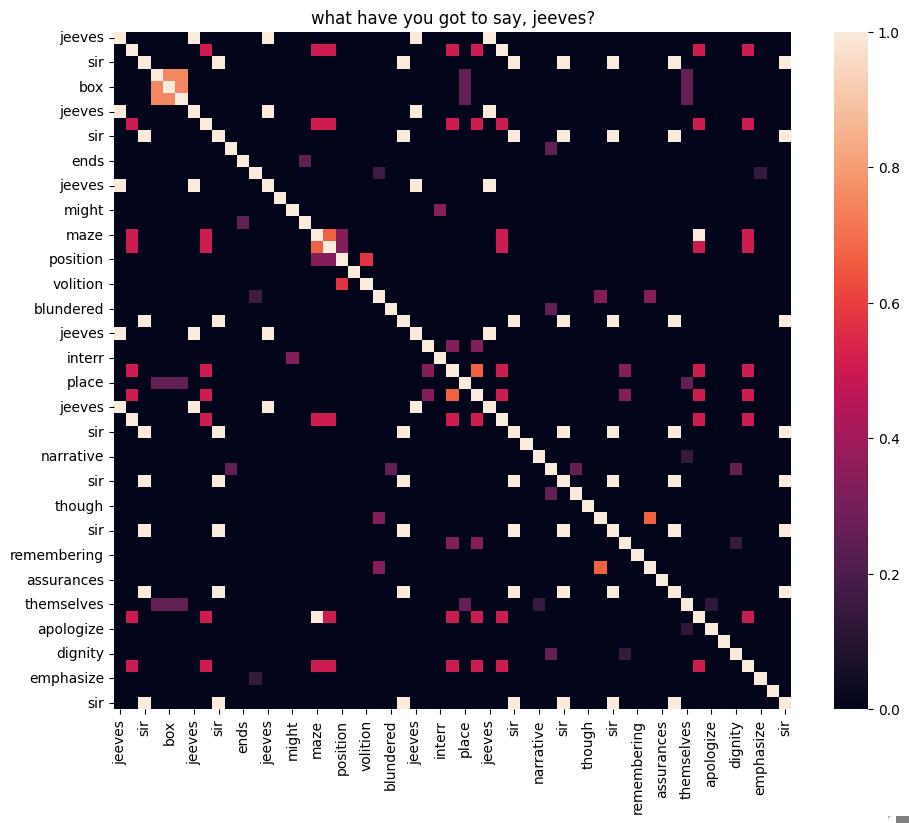 what have you got to say, jeeves?
jeeves
sir
box
jeeves
sir
ends
jeeves
might
maze
position
volition
blundered
jeeves
interr
place
jeeves
sir
narrative
sir
though
sir
remembering
assurances
themselves
apologize
dignity
emphasize
sir
1.0
0.8
0.6
0.4
0.2
0.0
jeeves
sir
box
jeeves
sir
ends
jeeves
might
maze
position
volition
blundered
jeeves
interr
place
jeeves
sir
narrative
sir
though
sir
remembering
assurances
themselves
apologize
dignity
emphasize
sir